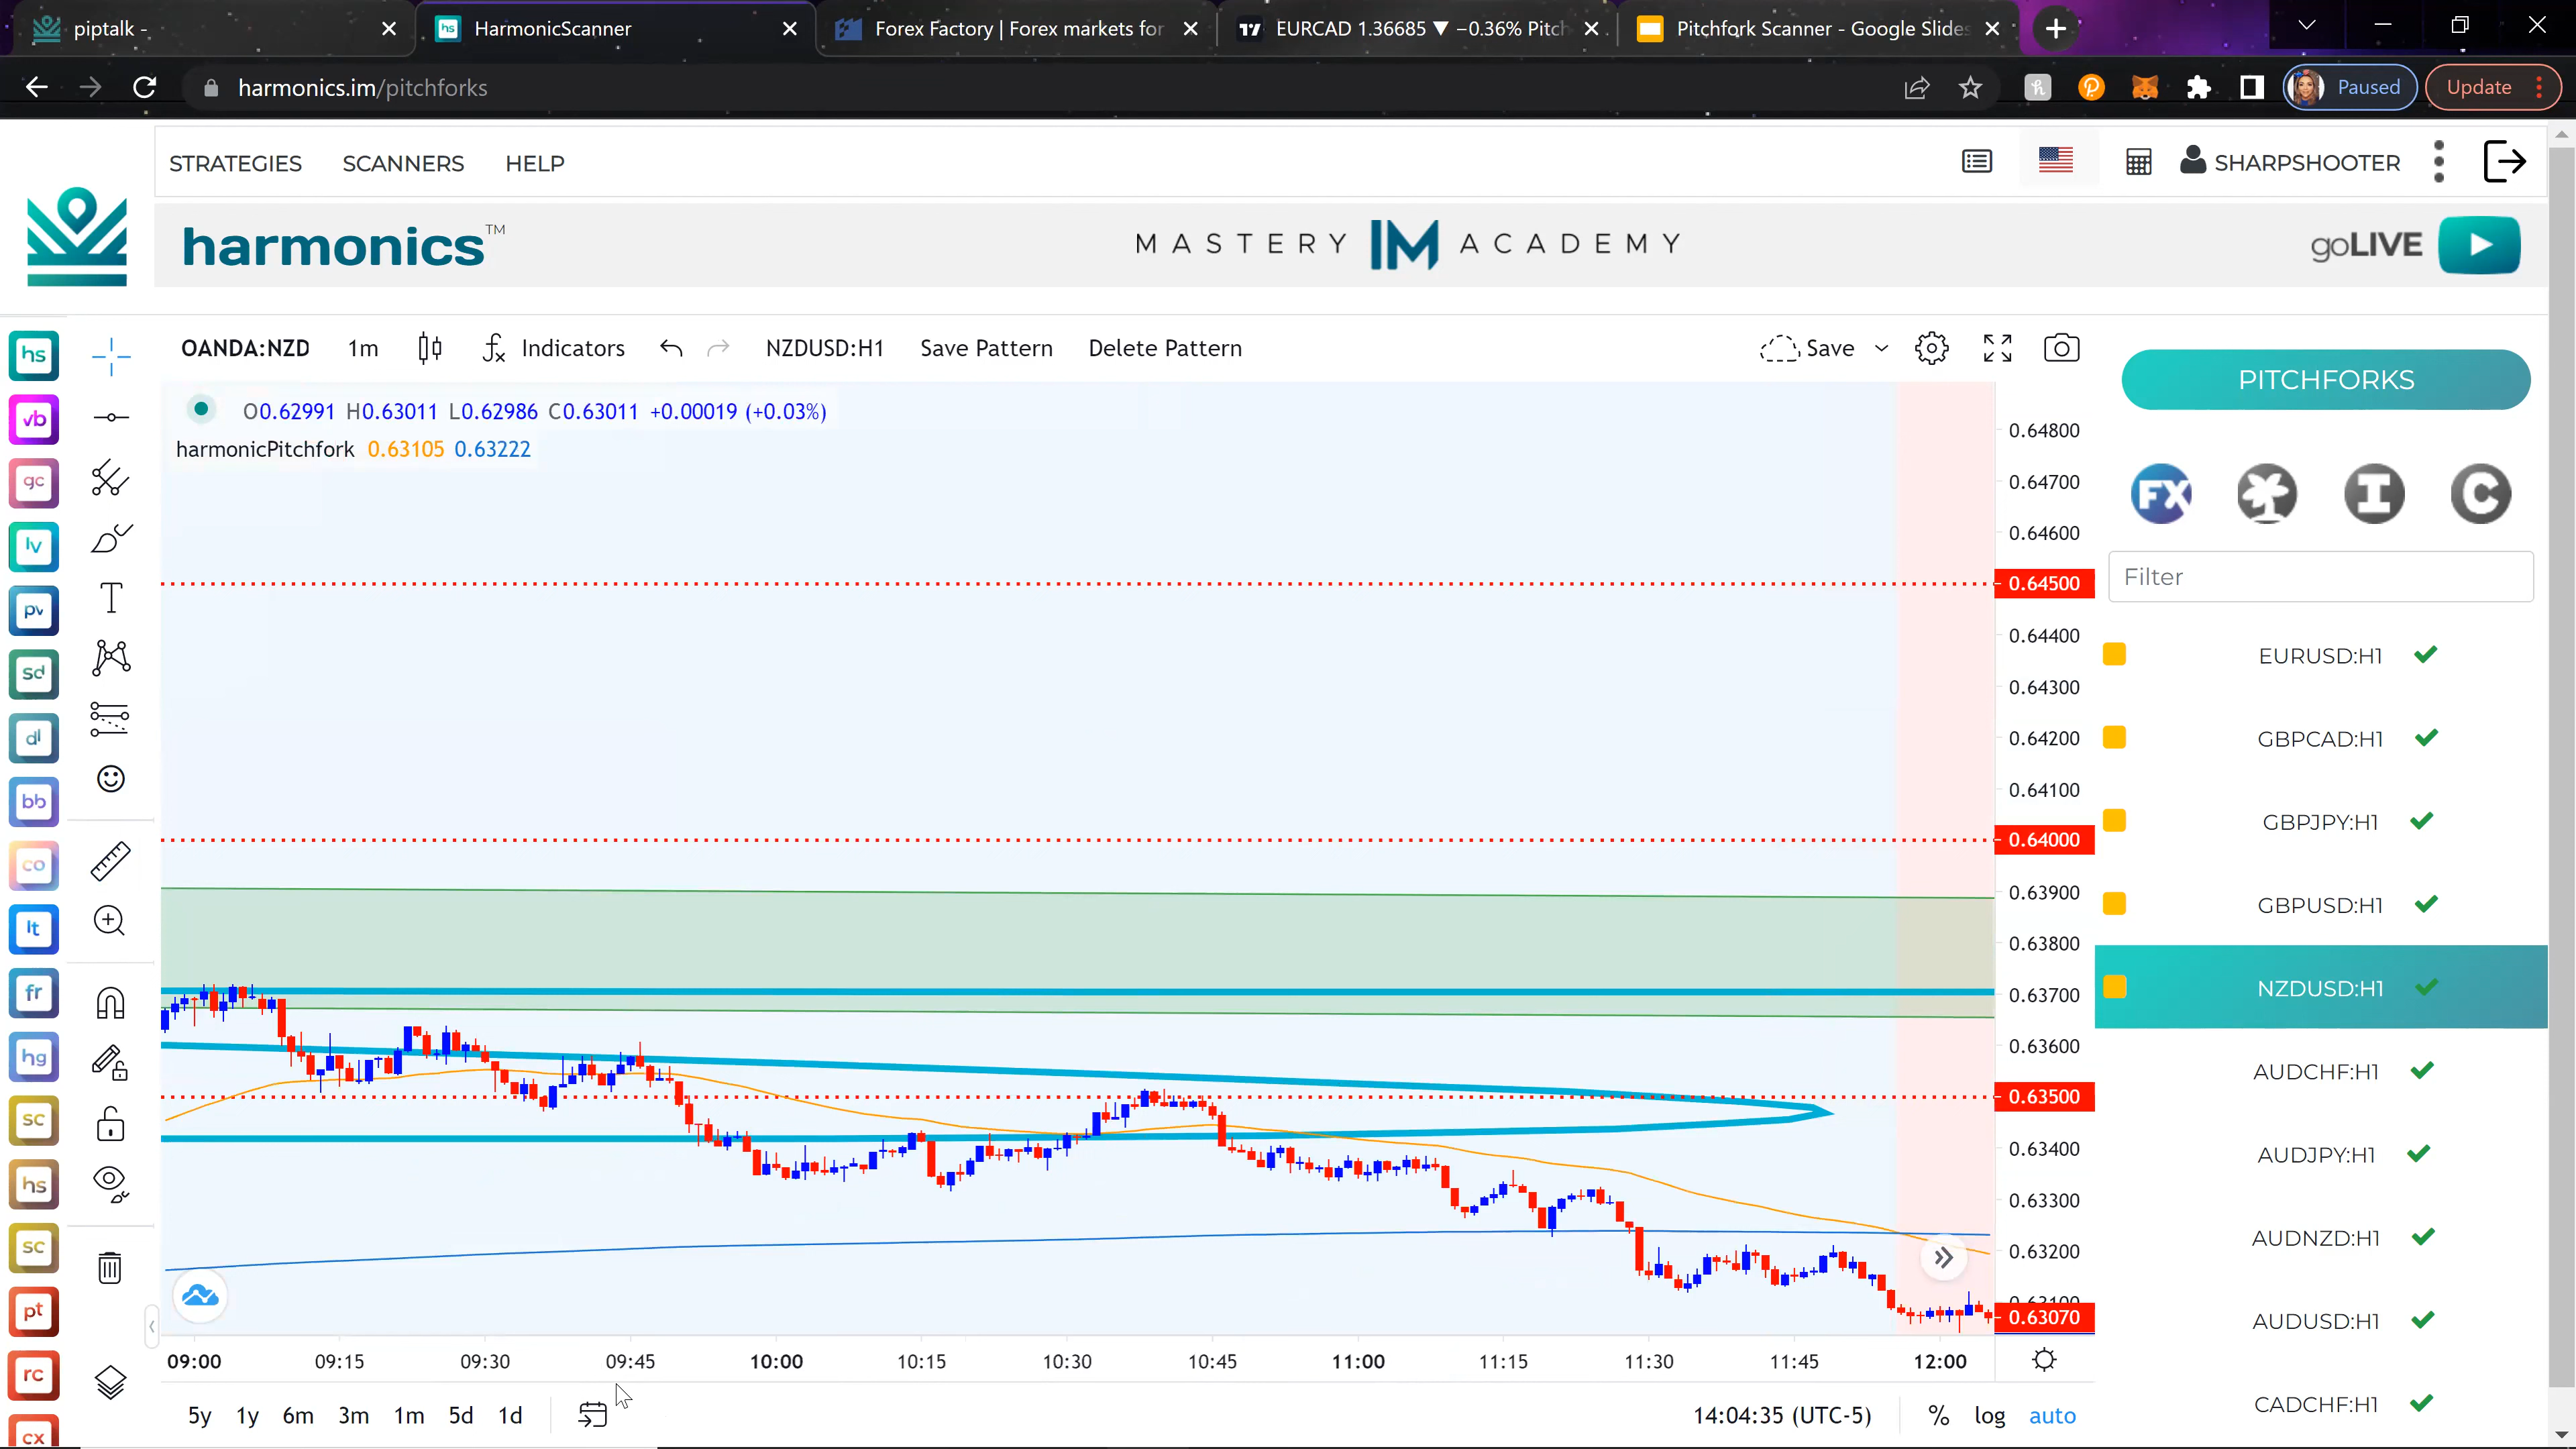 piptalk -
HarmonicScanner
Forex Factory | Forex markets for
EURCAD 1.36685 ▼ −0.36% Pitch
Pitchfork Scanner - Google Slides
harmonics.im/pitchforks
Paused
Update
STRATEGIES SCANNERS HELP
SHARPSHOOTER
harmonics™
MASTERY IM ACADEMY
goLIVE
OANDA:NZD 1m Indicators NZDUSD:H1 Save Pattern Delete Pattern Save
O0.62991 H0.63011 L0.62986 C0.63011 +0.00019 (+0.03%)
harmonicPitchfork 0.63105 0.63222
hs
vb
gc
lv
pv
sd
dl
bb
co
lt
fr
hg
sc
hs
sc
pt
rc
cx
0.64800
0.64700
0.64600
0.64500
0.64400
0.64300
0.64200
0.64100
0.64000
0.63900
0.63800
0.63700
0.63600
0.63500
0.63400
0.63300
0.63200
0.63100
0.63070
09:00 09:15 09:30 09:45 10:00 10:15 10:30 10:45 11:00 11:15 11:30 11:45 12:00
5y 1y 6m 3m 1m 5d 1d
14:04:35 (UTC-5) % log auto
PITCHFORKS
FX I C
Filter
EURUSD:H1
GBPCAD:H1
GBPJPY:H1
GBPUSD:H1
NZDUSD:H1
AUDCHF:H1
AUDJPY:H1
AUDNZD:H1
AUDUSD:H1
CADCHF:H1